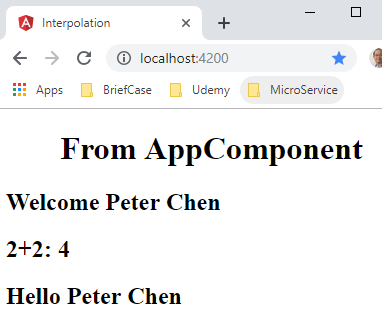 Interpolation
localhost:4200
Apps BriefCase Udemy MicroService
From AppComponent
Welcome Peter Chen
2+2: 4
Hello Peter Chen